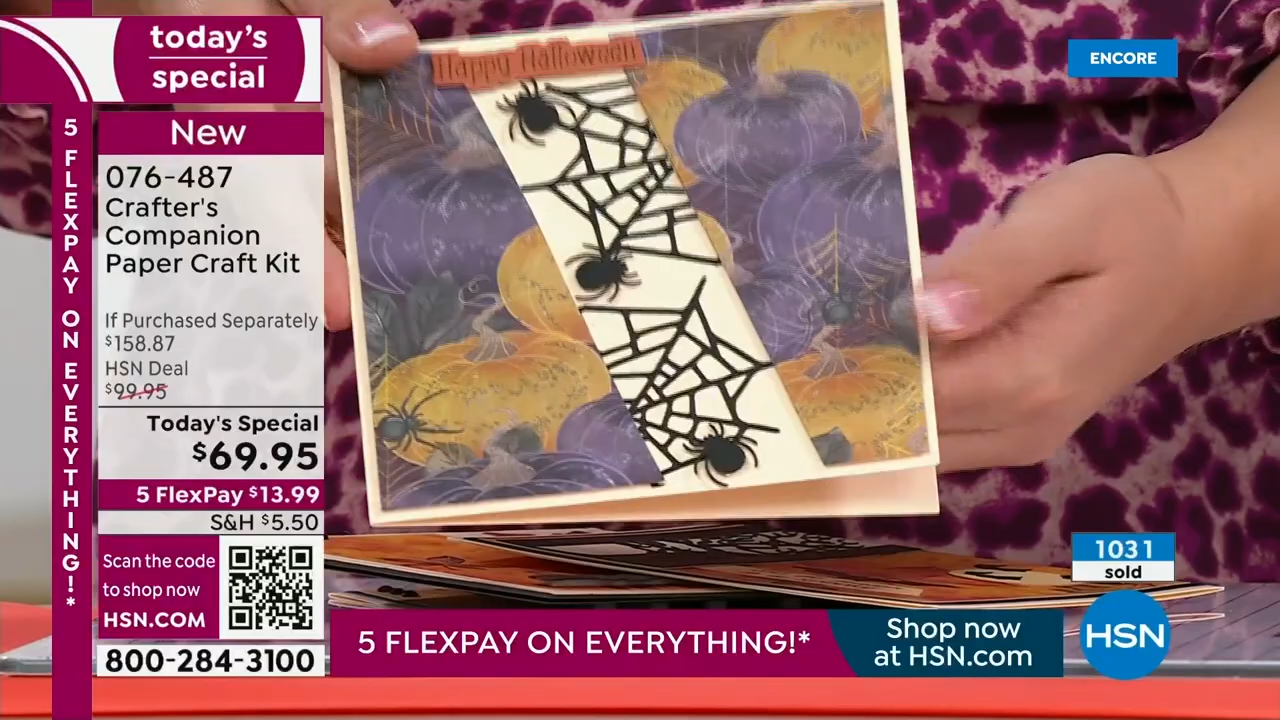 today's
special
5 FLEXPAY ON EVERYTHING!*
New
076-487
Crafter's
Companion
Paper Craft Kit
If Purchased Separately
$158.87
HSN Deal
$99.95
Today's Special
$69.95
5 FlexPay $13.99
S&H $5.50
Scan the code
to shop now
HSN.COM
800-284-3100
Happy Halloween
ENCORE
1031
sold
5 FLEXPAY ON EVERYTHING!*
Shop now
at HSN.com
HSN